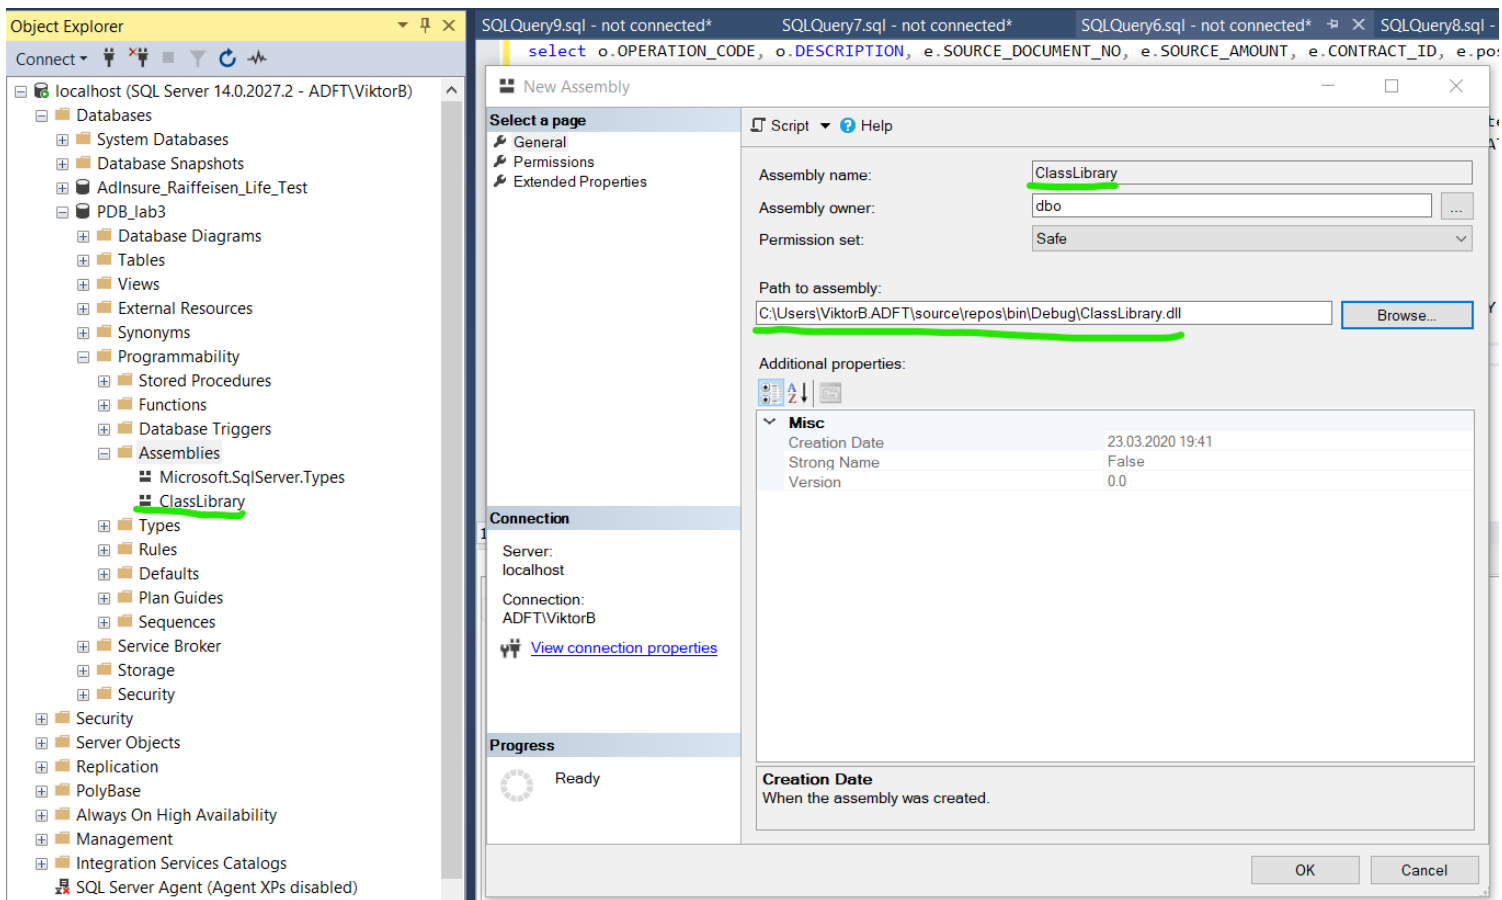 Object Explorer
Connect
localhost (SQL Server 14.0.2027.2 - ADFT\ViktorB)
Databases
System Databases
Database Snapshots
AdInsure_Raiffeisen_Life_Test
PDB_lab3
Database Diagrams
Tables
Views
External Resources
Synonyms
Programmability
Stored Procedures
Functions
Database Triggers
Assemblies
Microsoft.SqlServer.Types
ClassLibrary
Types
Rules
Defaults
Plan Guides
Sequences
Service Broker
Storage
Security
Security
Server Objects
Replication
PolyBase
Always On High Availability
Management
Integration Services Catalogs
SQL Server Agent (Agent XPs disabled)
SQLQuery9.sql - not connected* SQLQuery7.sql - not connected* SQLQuery6.sql - not connected* SQLQuery8.sql -
select o.OPERATION_CODE, o.DESCRIPTION, e.SOURCE_DOCUMENT_NO, e.SOURCE_AMOUNT, e.CONTRACT_ID, e.pos
New Assembly
Select a page
General
Permissions
Extended Properties
Connection
Server:
localhost
Connection:
ADFT\ViktorB
View connection properties
Progress
Ready
Script Help
Assembly name: ClassLibrary
Assembly owner: dbo ...
Permission set: Safe
Path to assembly:
C:\Users\ViktorB.ADFT\source\repos\bin\Debug\ClassLibrary.dll Browse...
Additional properties:
Misc
Creation Date 23.03.2020 19:41
Strong Name False
Version 0.0
Creation Date
When the assembly was created.
OK Cancel